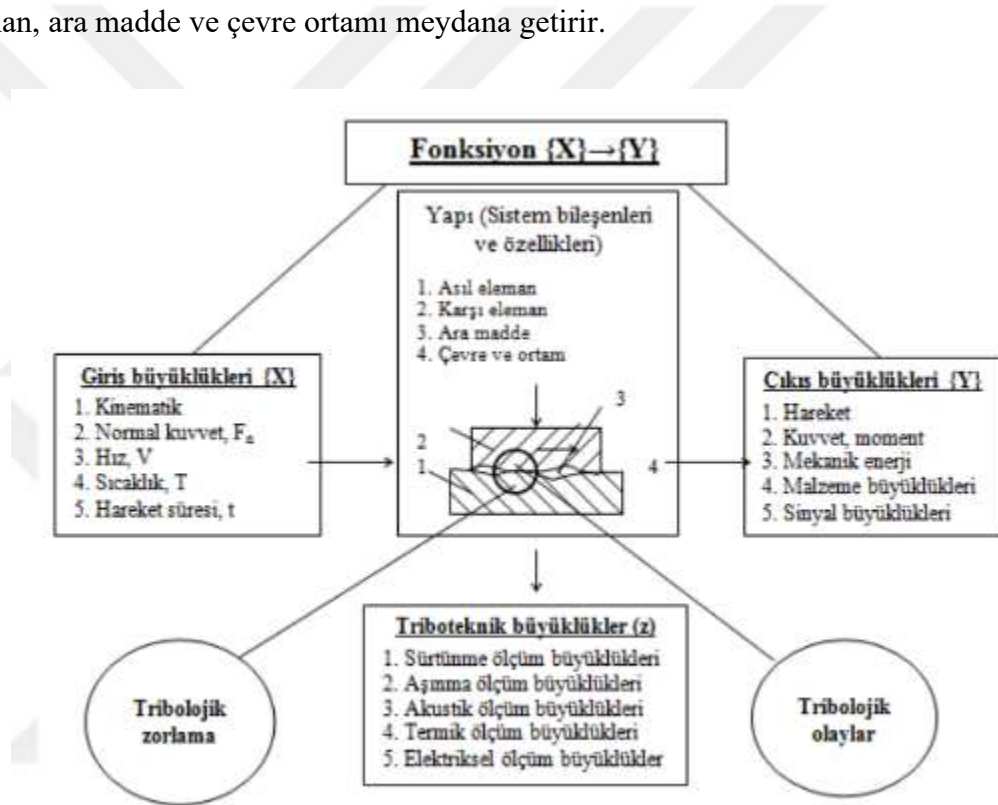 ara madde ve çevre ortamı meydana getirir.
Fonksiyon {X}→{Y}
Yapı (Sistem bileşenleri
ve özellikleri)
1. Asıl eleman
2. Karşı eleman
3. Ara madde
4. Çevre ve ortam
3
2
1
4
Giris büyüklükleri {X}
1. Kinematik
2. Normal kuvvet, Fn
3. Hız, V
4. Sıcaklık, T
5. Hareket süresi, t
Cıkıs büyüklükleri {Y}
1. Hareket
2. Kuvvet, moment
3. Mekanik enerji
4. Malzeme büyüklükleri
5. Sinyal büyüklükleri
Triboteknik büyüklükler (z)
1. Sürtünme ölçüm büyüklükleri
2. Aşınma ölçüm büyüklükleri
3. Akustik ölçüm büyüklükleri
4. Termik ölçüm büyüklükleri
5. Elektriksel ölçüm büyüklükler
Tribolojik
zorlama
Tribolojik
olaylar